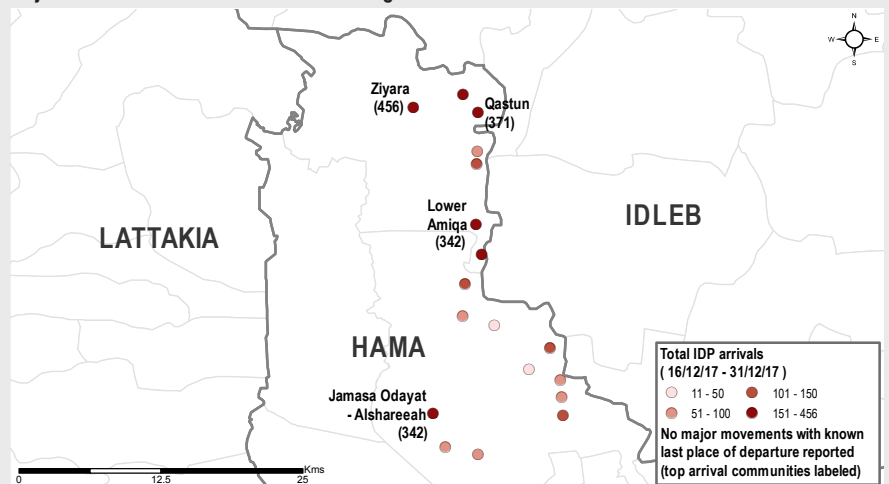 N
W
E
S
Ziyara
(456)
Qastun
(371)
Lower
Amiqa
(342)
LATTAKIA
IDLEB
HAMA
Jamasa Odayat
- Alshareeah
(342)
Total IDP arrivals
( 16/12/17 - 31/12/17 )
11 - 50
101 - 150
51 - 100
151 - 456
No major movements with known
last place of departure reported
(top arrival communities labeled)
Kms
0
12.5
25